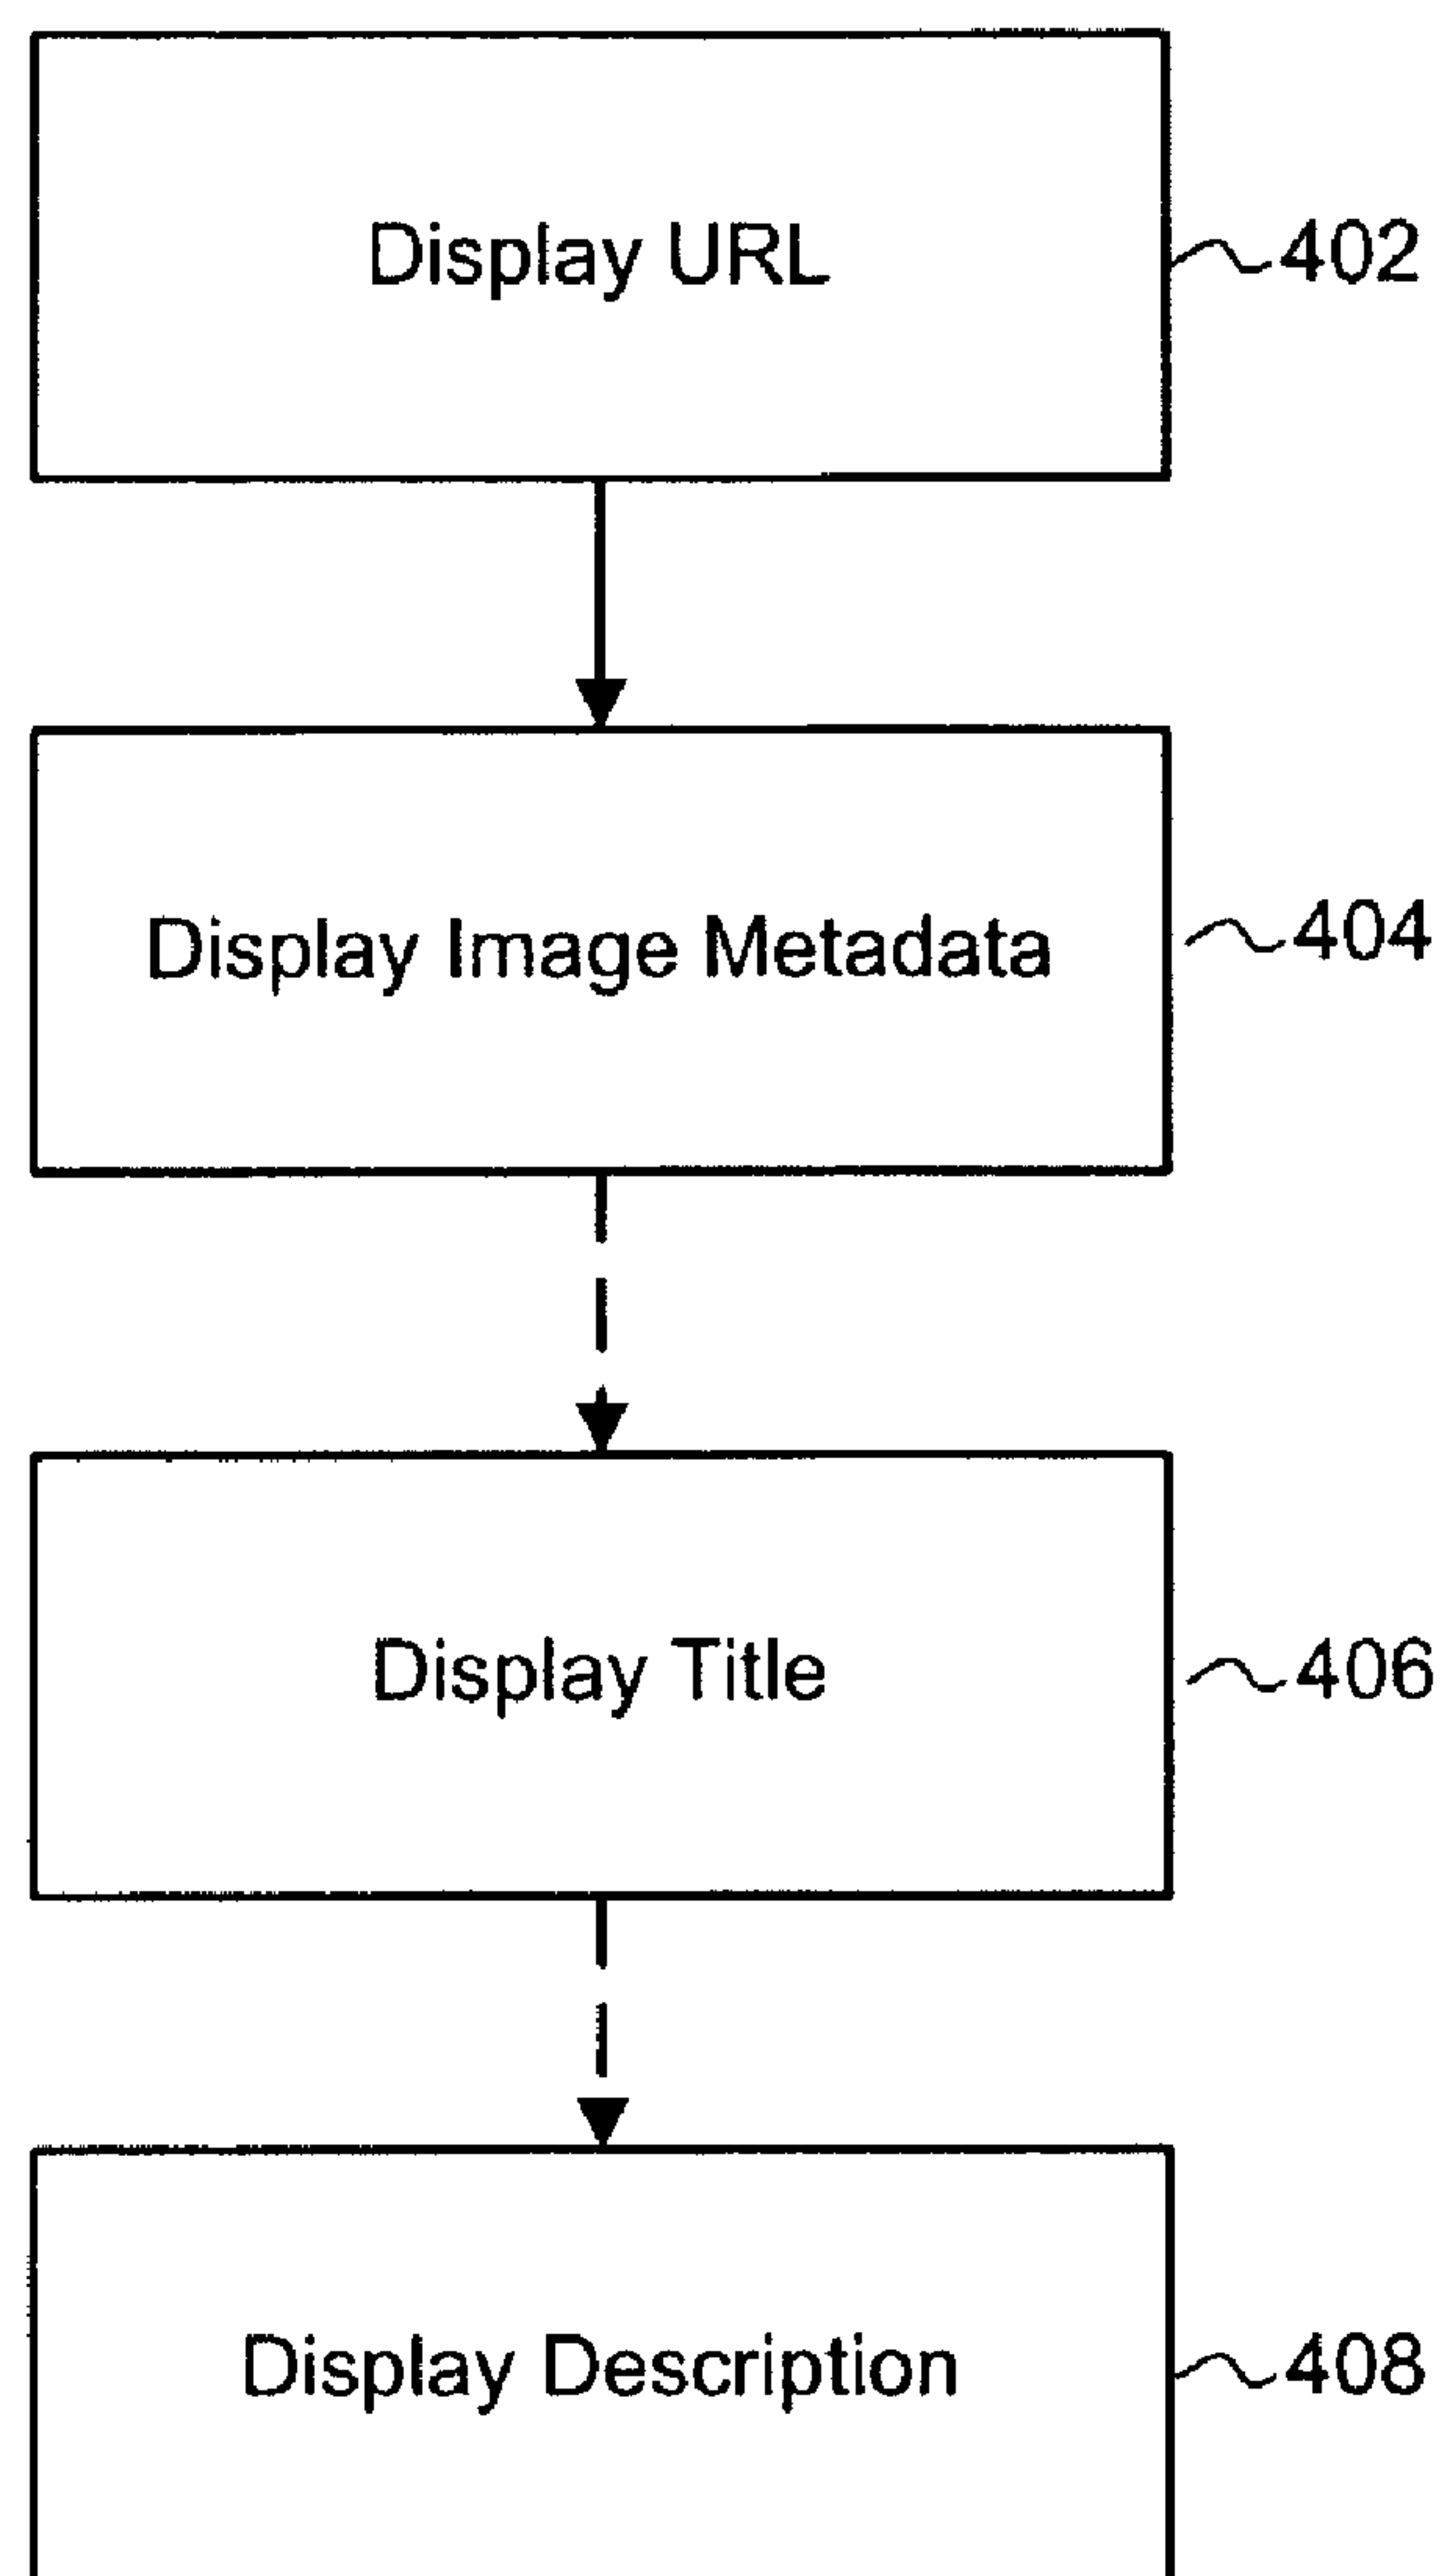 Display URL
402
Display Image Metadata
404
Display Title
406
Display Description
408